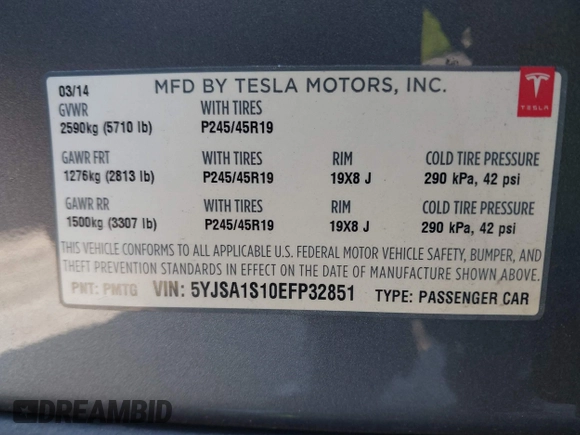 03/14 MFD BY TESLA MOTORS, INC.
TESLA
GVWR WITH TIRES
2590kg (5710 lb) P245/45R19
GAWR FRT WITH TIRES RIM COLD TIRE PRESSURE
1276kg (2813 lb) P245/45R19 19X8 J 290 kPa, 42 psi
GAWR RR WITH TIRES RIM COLD TIRE PRESSURE
1500kg (3307 lb) P245/45R19 19X8 J 290 kPa, 42 psi
THIS VEHICLE CONFORMS TO ALL APPLICABLE U.S. FEDERAL MOTOR VEHICLE SAFETY, BUMPER, AND
THEFT PREVENTION STANDARDS IN EFFECT ON THE DATE OF MANUFACTURE SHOWN ABOVE.
PNT: PMTG VIN: 5YJSA1S10EFP32851 TYPE: PASSENGER CAR
DREAMBID